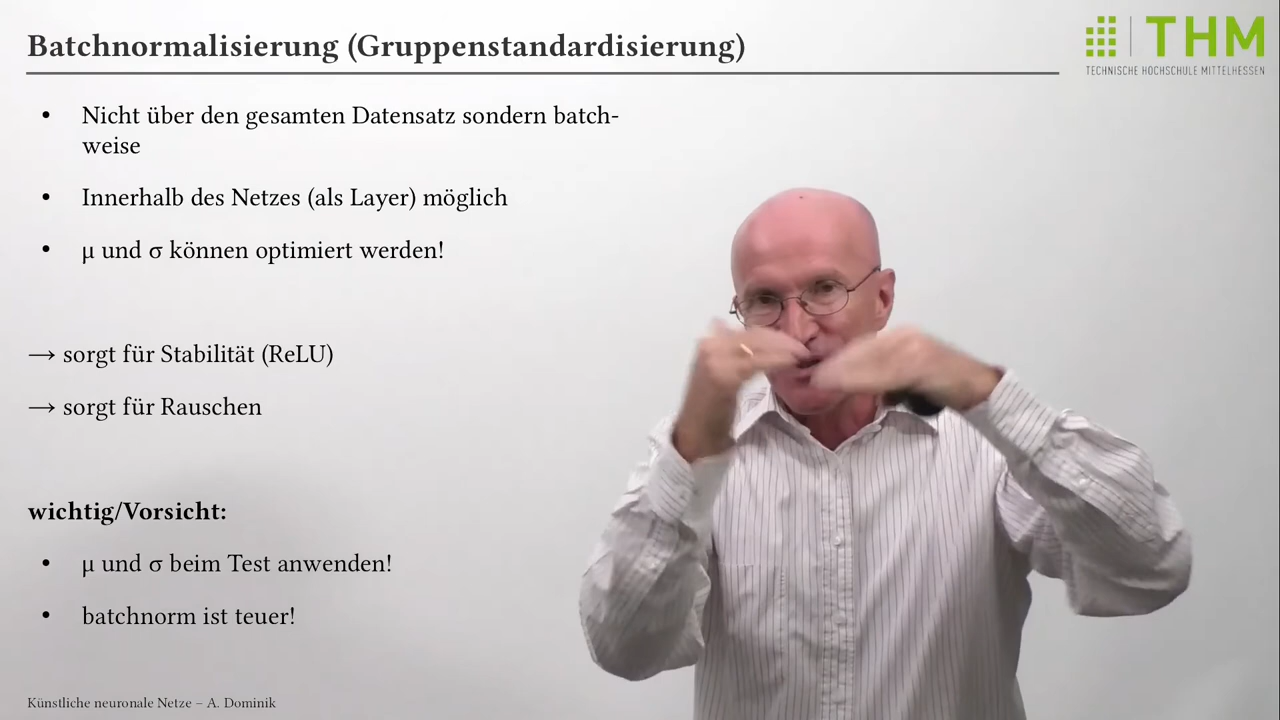 Batchnormalisierung (Gruppenstandardisierung)
THM
TECHNISCHE HOCHSCHULE MITTELHESSEN
• Nicht über den gesamten Datensatz sondern batch-
weise
• Innerhalb des Netzes (als Layer) möglich
• μ und σ können optimiert werden!
→ sorgt für Stabilität (ReLU)
→ sorgt für Rauschen
wichtig/Vorsicht:
• μ und σ beim Test anwenden!
• batchnorm ist teuer!
Künstliche neuronale Netze – A. Dominik